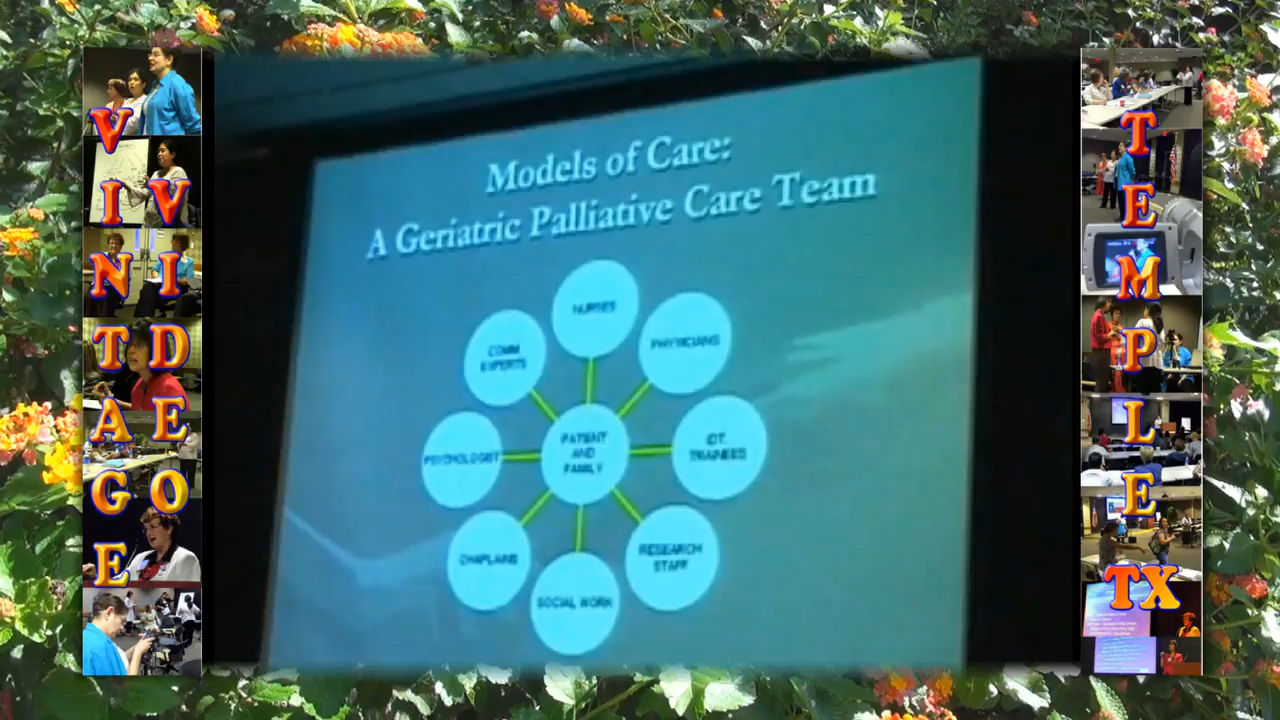 VINTAGE
VIDEO
Models of Care:
A Geriatric Palliative Care Team
NURSES
PHYSICIANS
COMM
EXPERTS
PATIENT
AND
FAMILY
IDT.
TRAINEES
PSYCHOLOGIST
CHAPLAINS
RESEARCH
STAFF
SOCIAL WORK
TEMPLE
TX